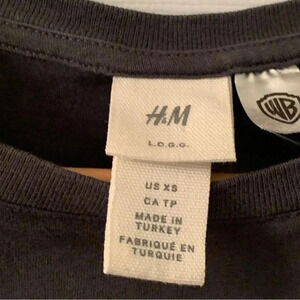 H&M
L.O.G.G.
WB
US XS
CA TP
MADE IN
TURKEY
FABRIQUÉ EN
TURQUIE